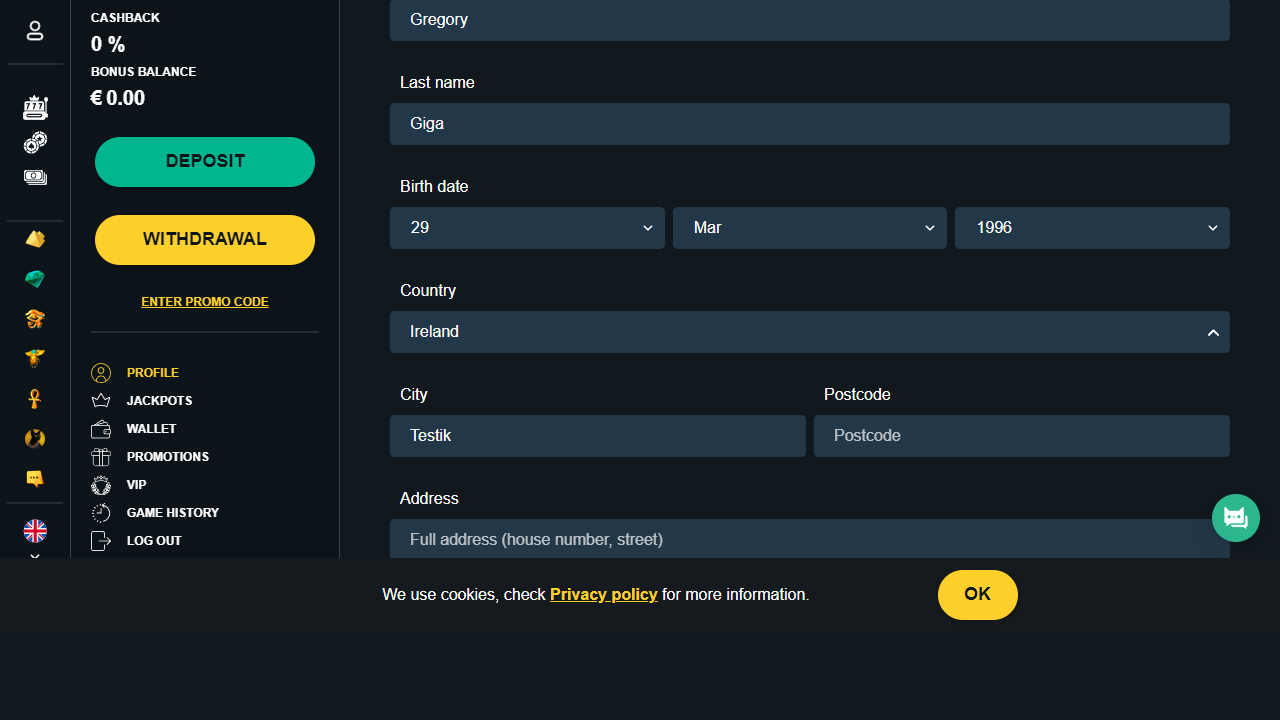 CASHBACK
0 %
BONUS BALANCE
€ 0.00
DEPOSIT
WITHDRAWAL
ENTER PROMO CODE
PROFILE
JACKPOTS
WALLET
PROMOTIONS
VIP
GAME HISTORY
LOG OUT
Gregory
Last name
Giga
Birth date
29 Mar 1996
Country
Ireland
City Postcode
Testik Postcode
Address
Full address (house number, street)
We use cookies, check Privacy policy for more information.
OK